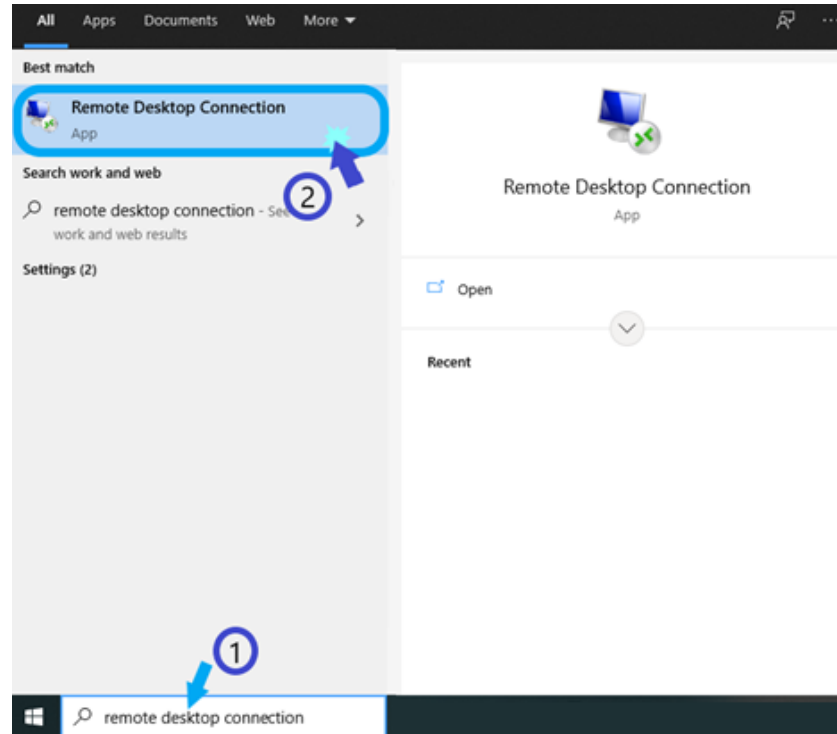 All Apps Documents Web More
Best match
Remote Desktop Connection
App
2
Search work and web
remote desktop connection - See
work and web results
Settings (2)
Remote Desktop Connection
App
Open
Recent
1
remote desktop connection